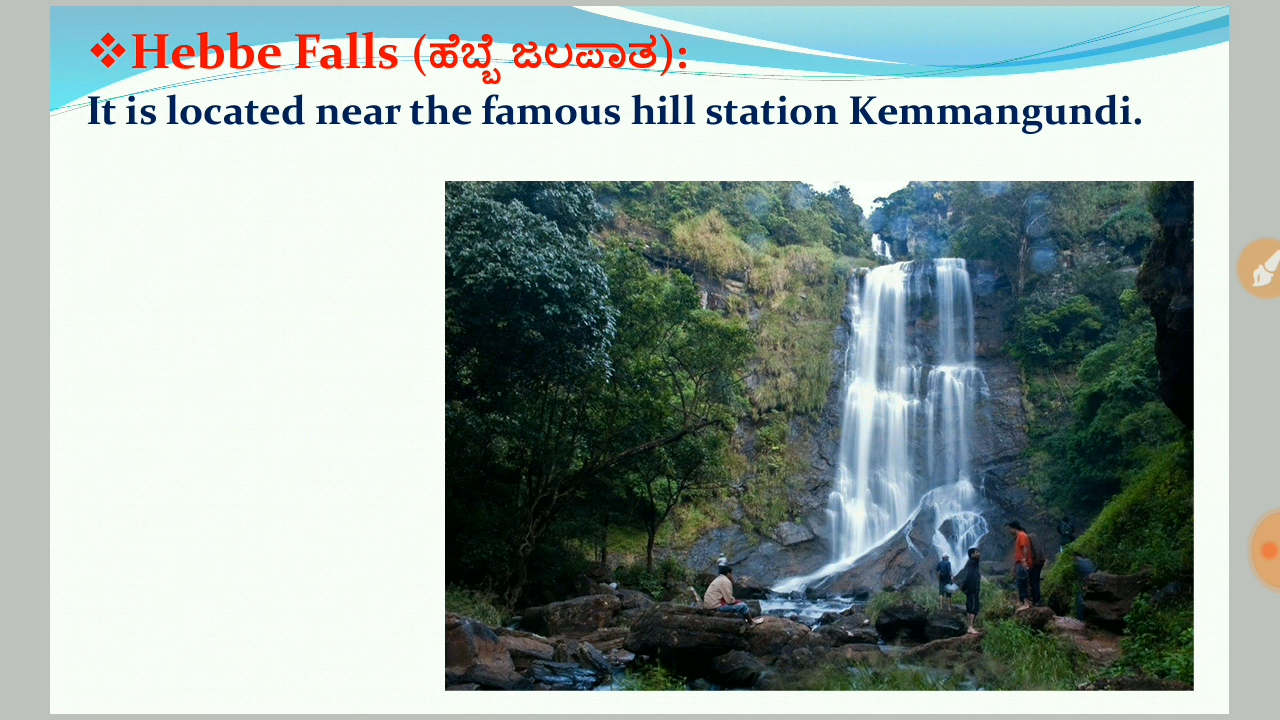 ❖Hebbe Falls (ಹೆಬ್ಬೆ ಜಲಪಾತ):
It is located near the famous hill station Kemmangundi.